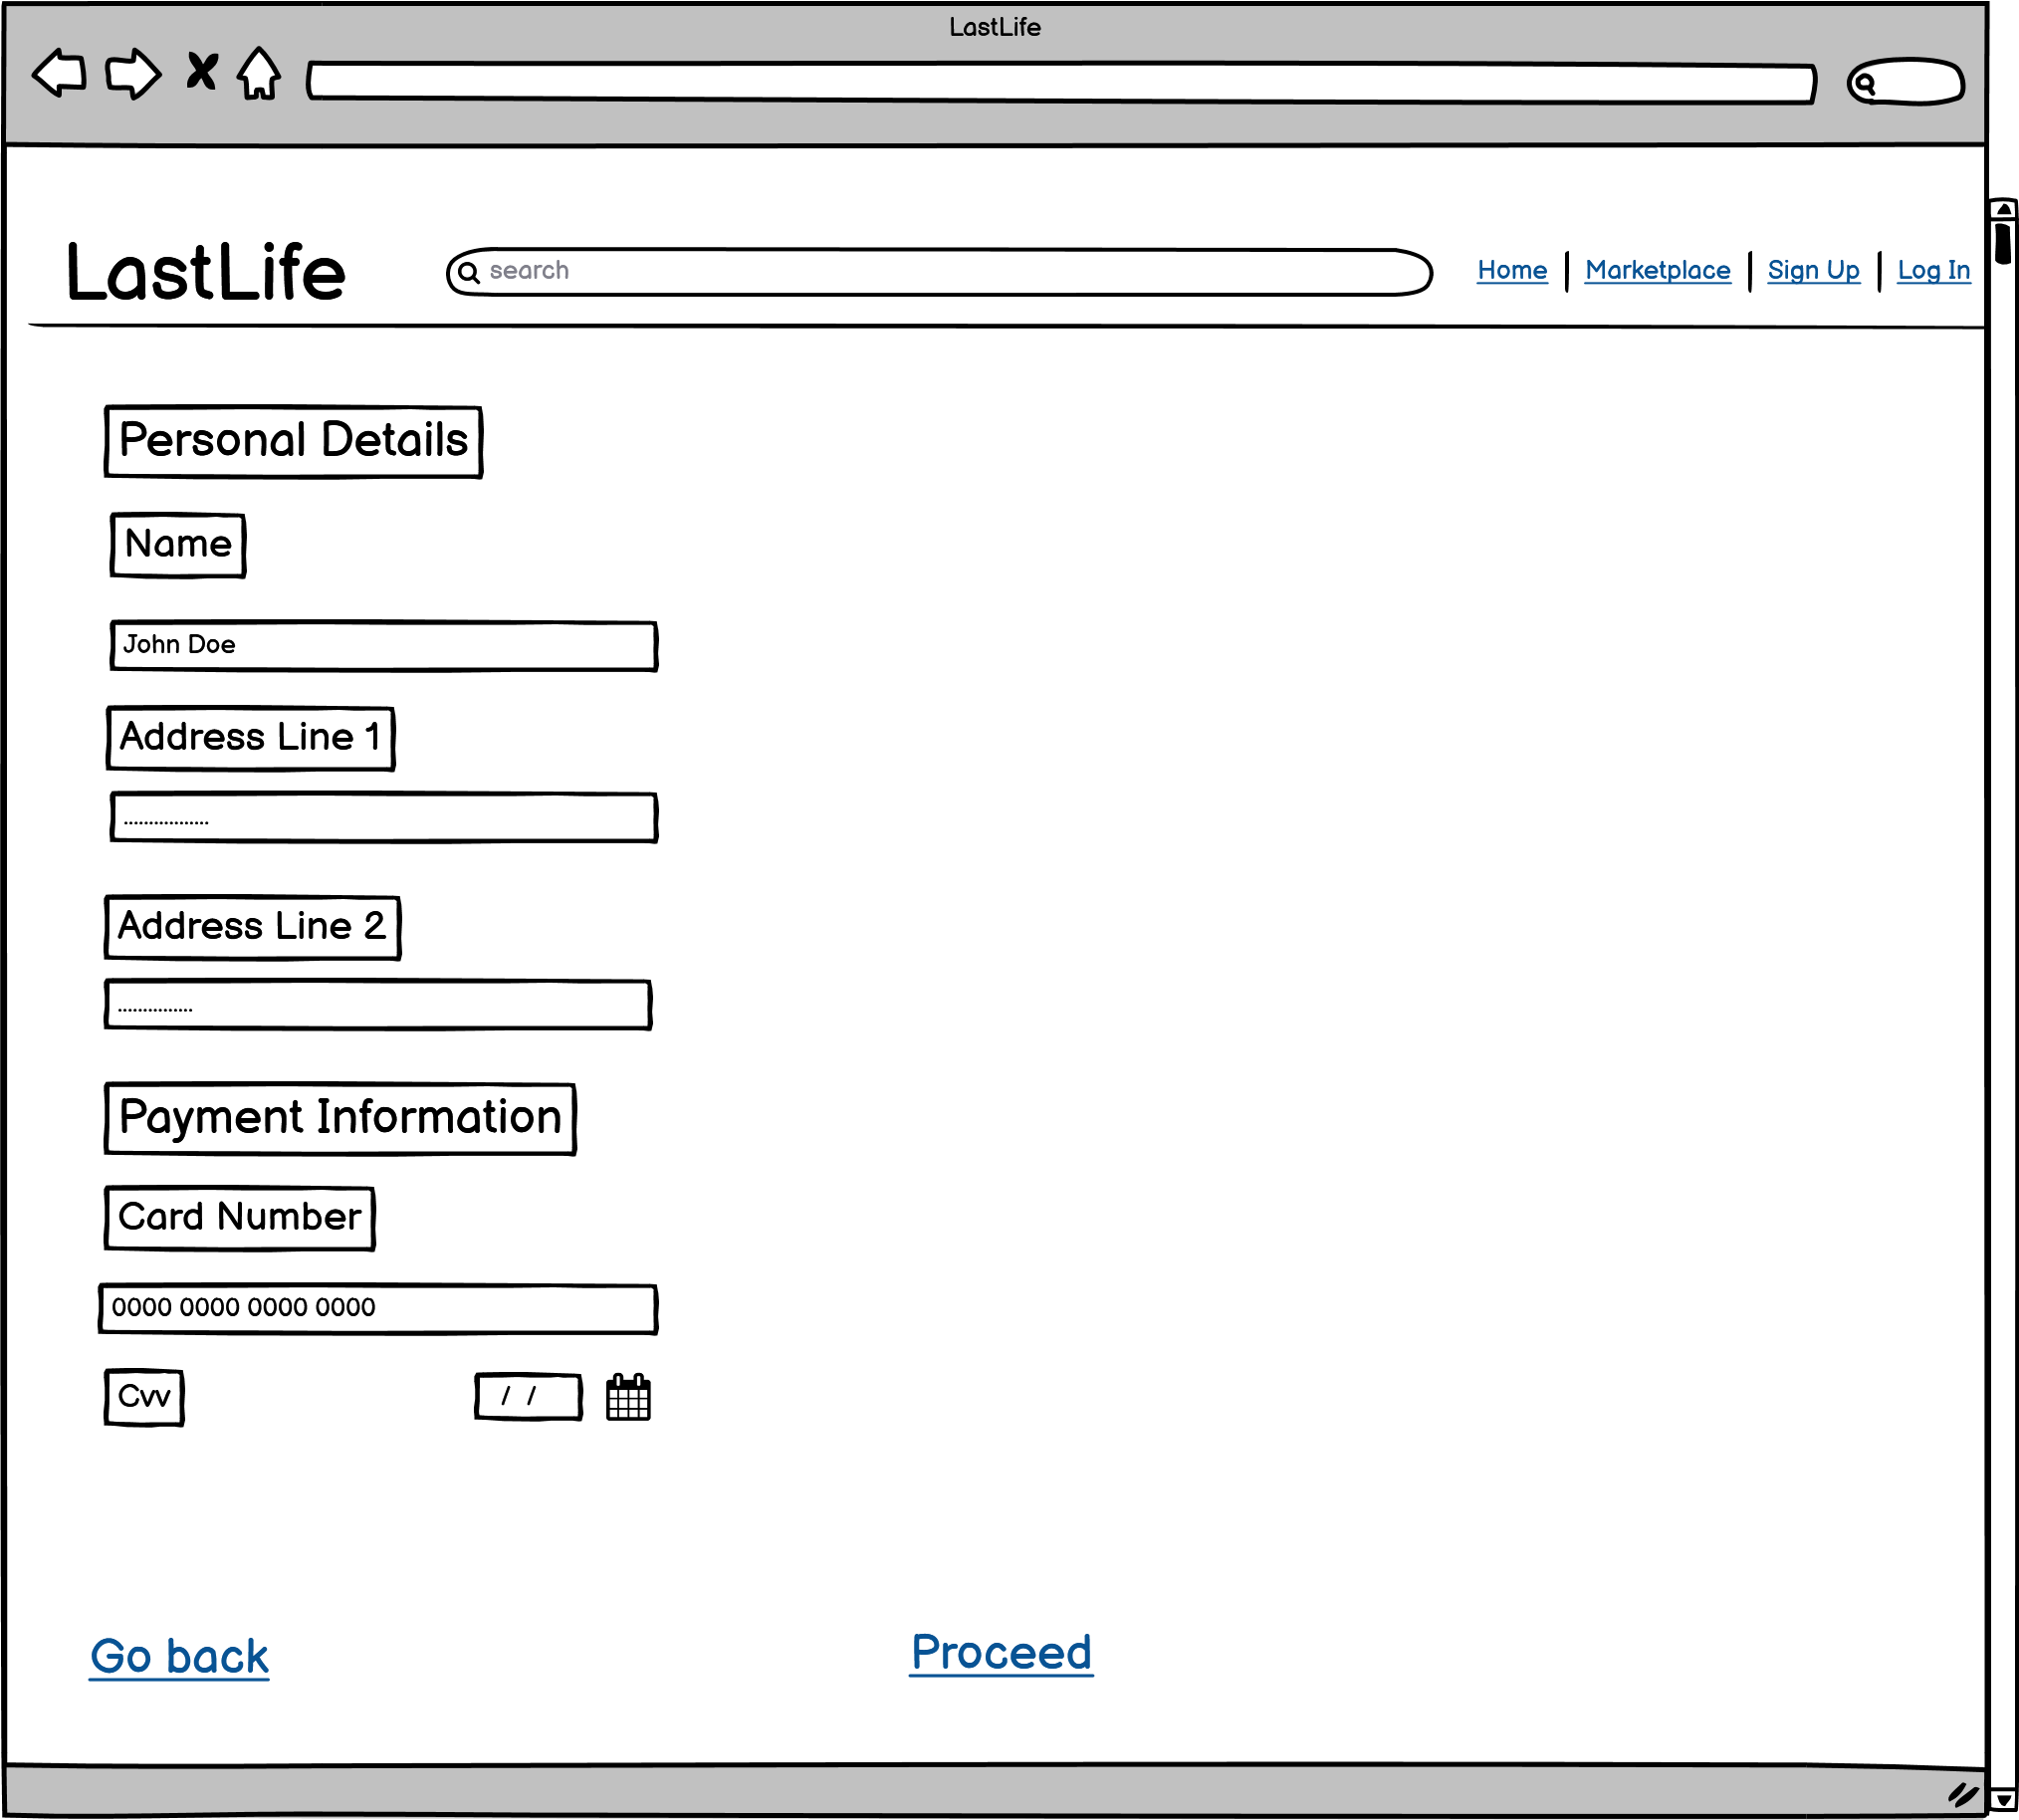 LastLife
LastLife
search
Home | Marketplace | Sign Up | Log In
Personal Details
Name
John Doe
Address Line 1
.................
Address Line 2
...............
Payment Information
Card Number
0000 0000 0000 0000
Cvv
/ /
Go back
Proceed